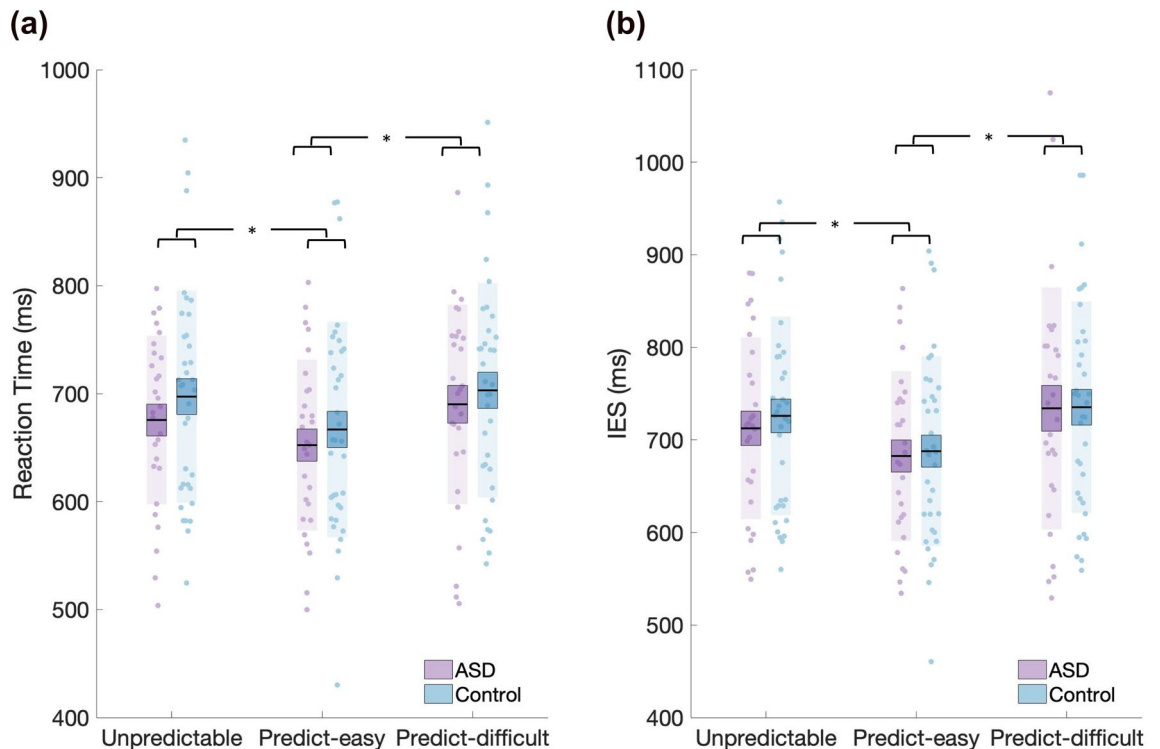 (a)
1000
900
800
700
600
500
400
Reaction Time (ms)
*
*
ASD
Control
Unpredictable Predict-easy Predict-difficult
(b)
1100
1000
900
800
700
600
500
400
IES (ms)
*
*
ASD
Control
Unpredictable Predict-easy Predict-difficult